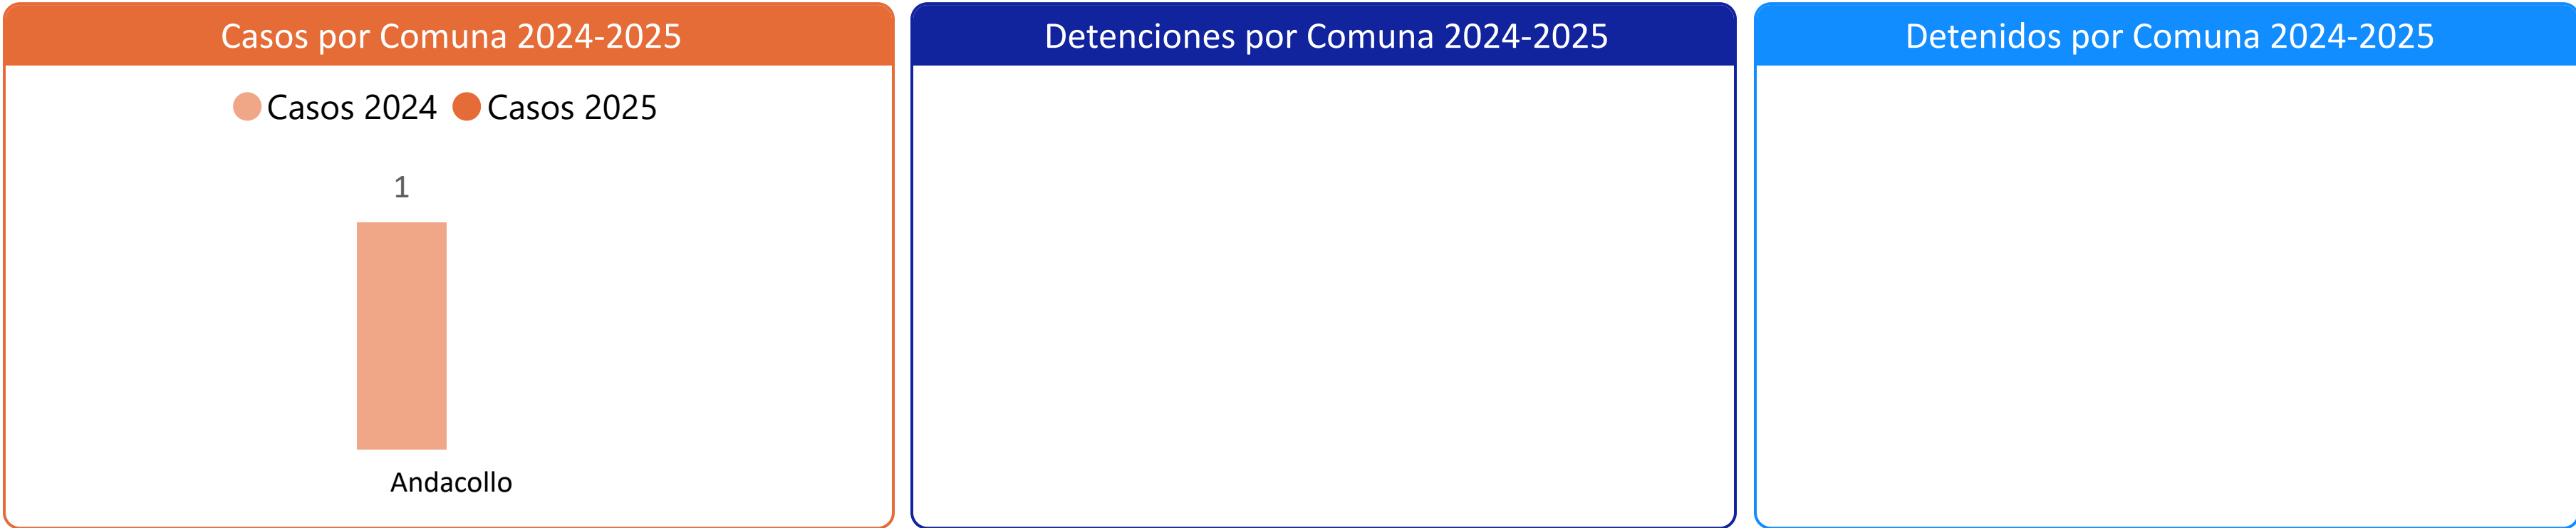 Casos por Comuna 2024-2025
Casos 2024 Casos 2025
1
Andacollo
Detenciones por Comuna 2024-2025
Detenidos por Comuna 2024-2025